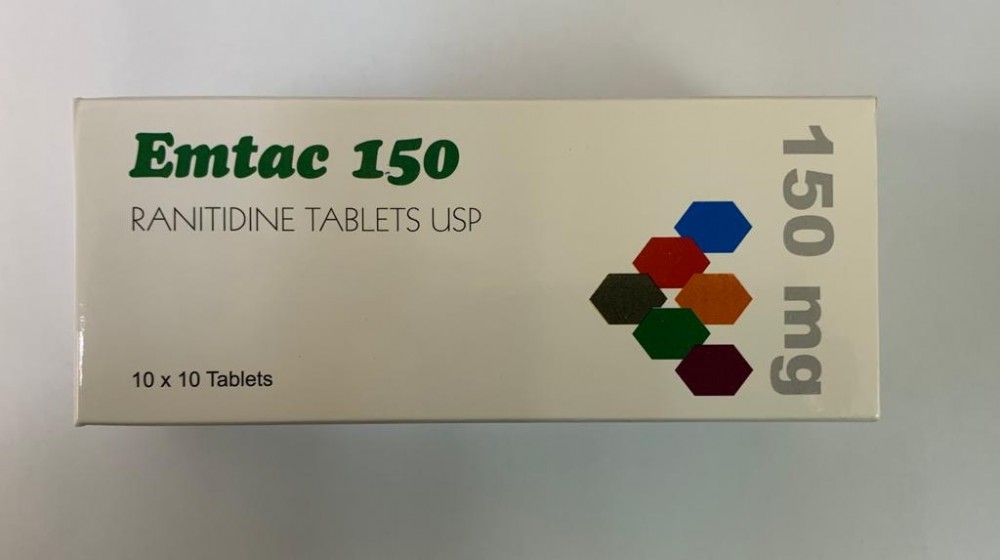 Emtac 150
RANITIDINE TABLETS USP
10 x 10 Tablets
150 mg